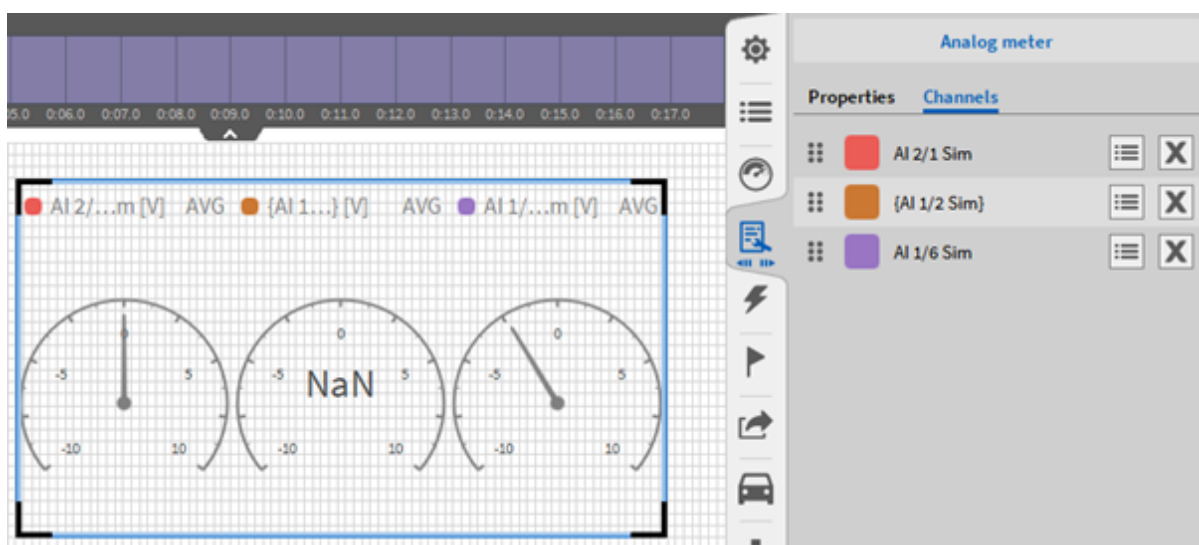 Analog meter
Properties Channels
AI 2/1 Sim
{AI 1/2 Sim}
AI 1/6 Sim
05.0 0:06.0 0:07.0 0:08.0 0:09.0 0:10.0 0:11.0 0:12.0 0:13.0 0:14.0 0:15.0 0:16.0 0:17.0
AI 2/...m [V] AVG {AI 1...} [V] AVG AI 1/...m [V] AVG
0 0 0
-5 5 -5 NaN 5 -5 5
-10 10 -10 10 -10 10